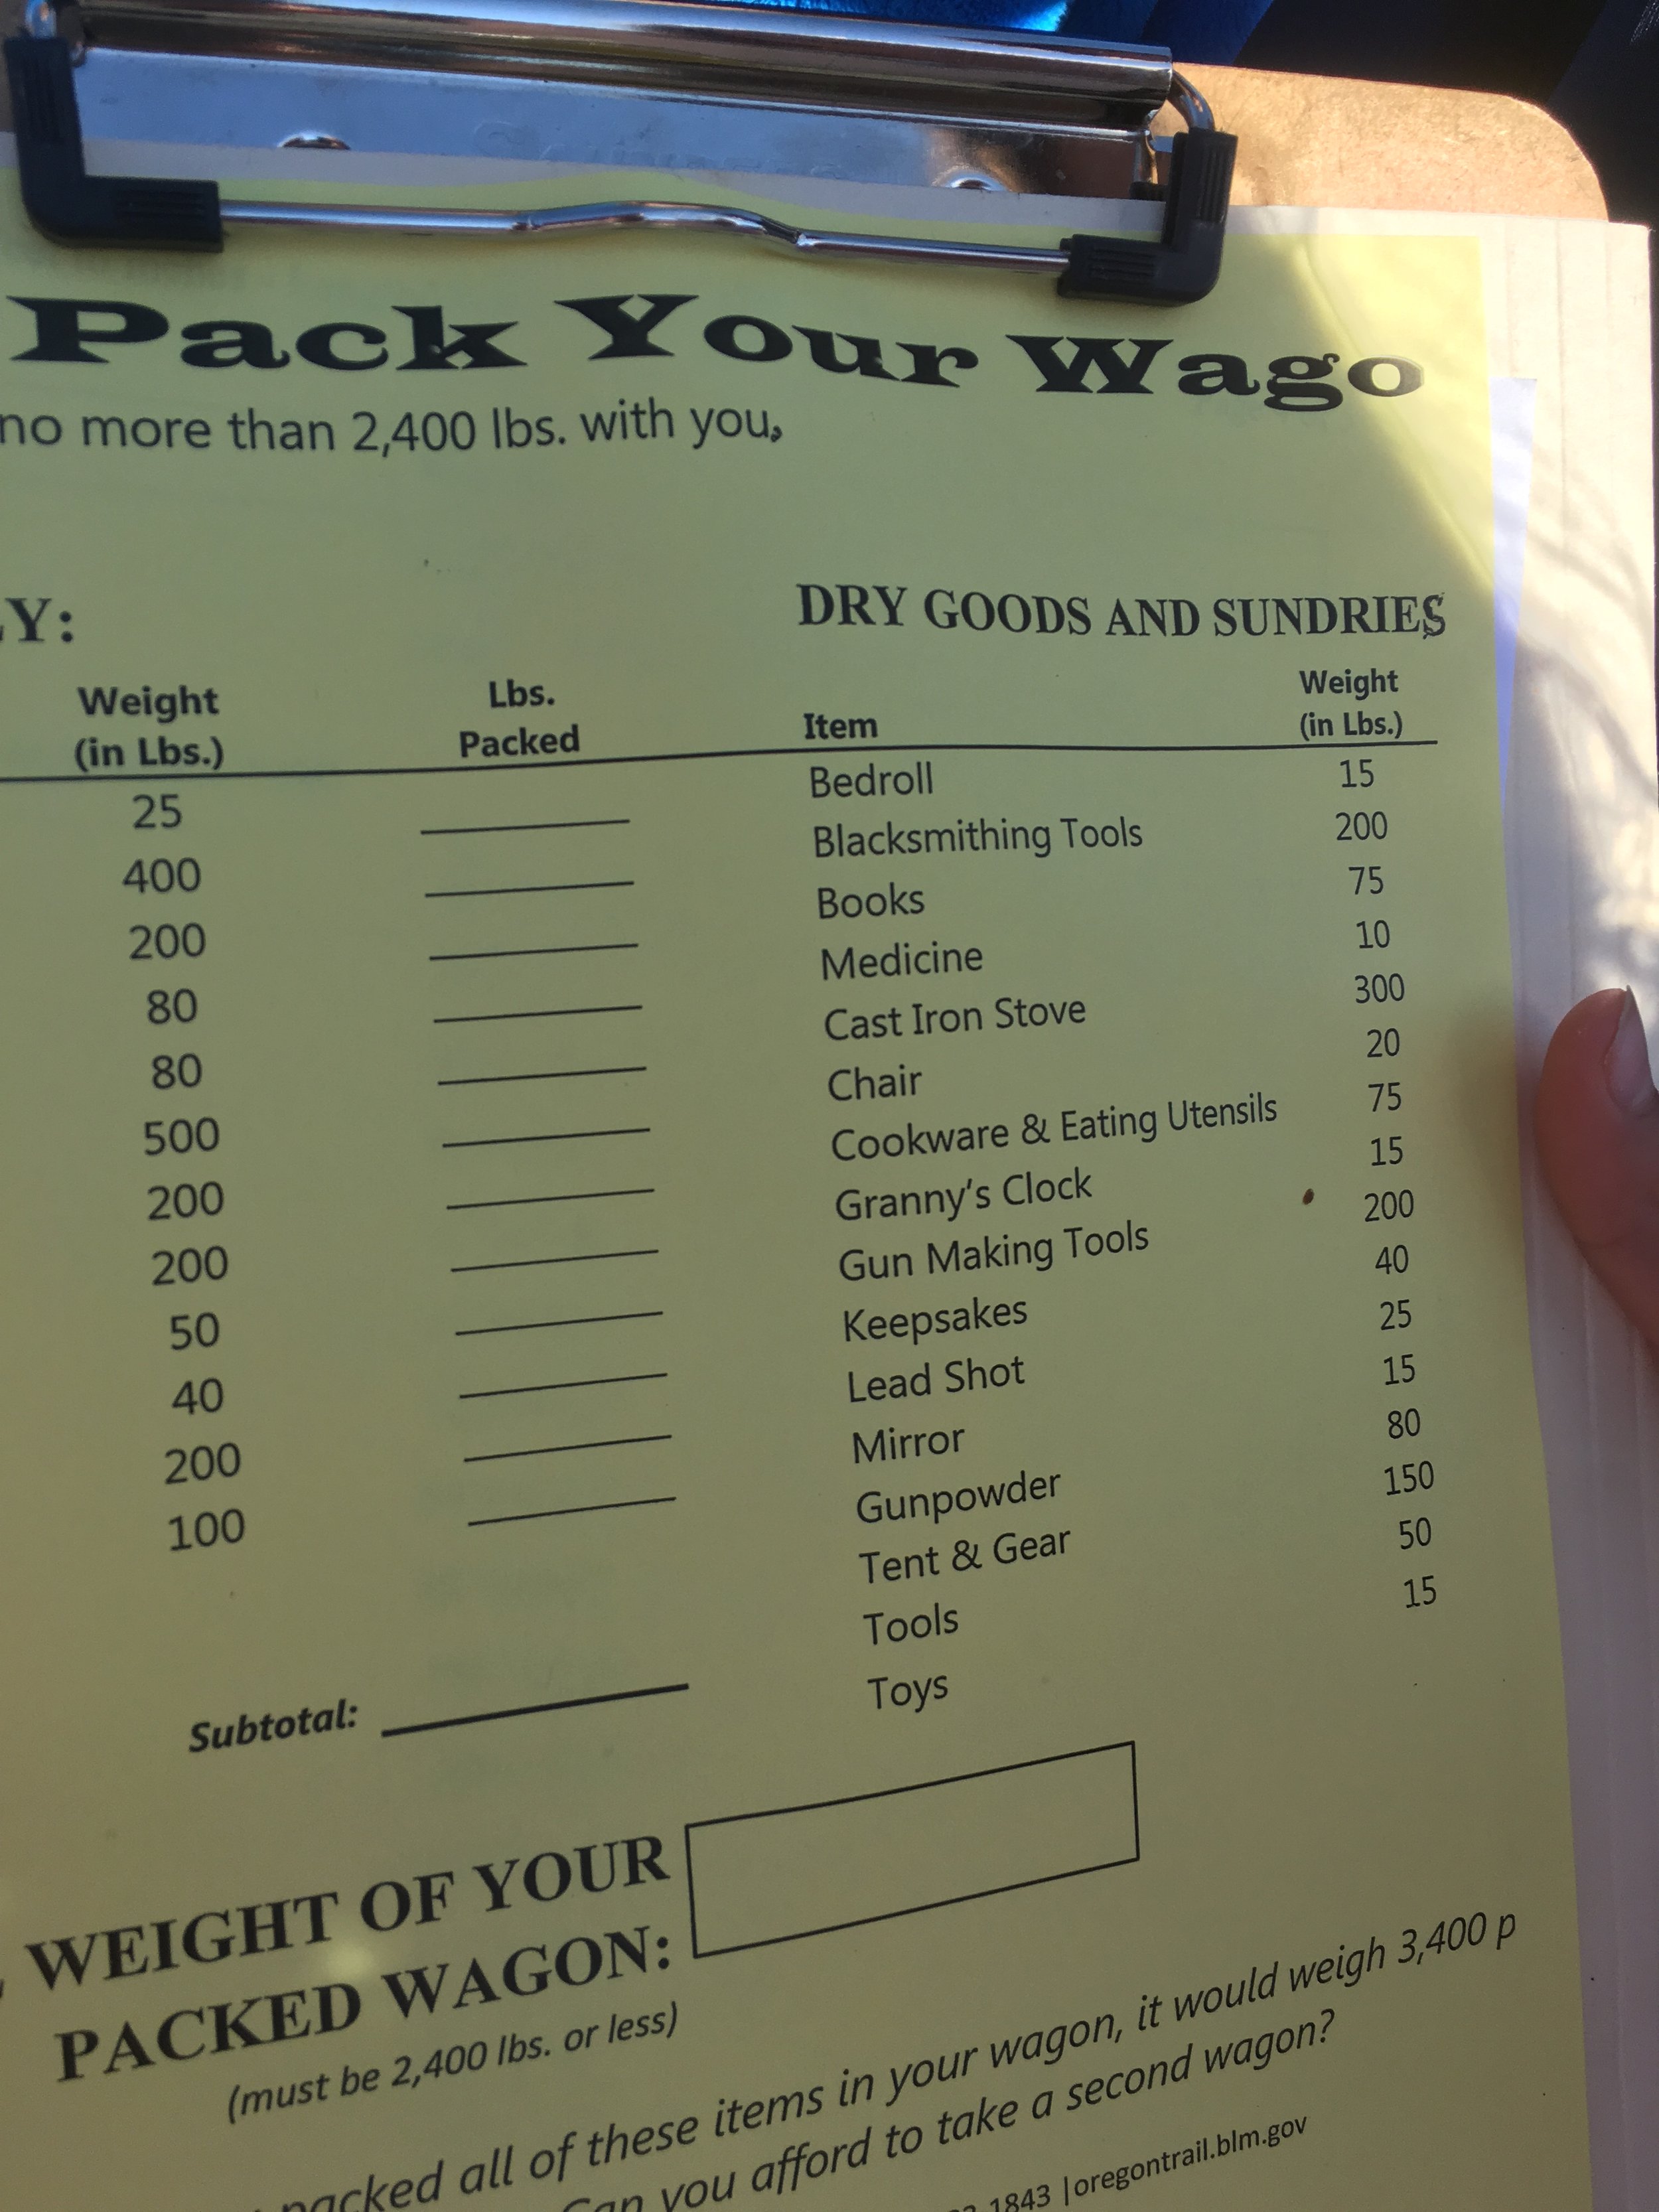 Pack Your Wago
no more than 2,400 lbs. with you,
Y:
Weight (in Lbs.)
Lbs. Packed
25
400
200
80
80
500
200
200
50
40
200
100
Subtotal:
DRY GOODS AND SUNDRIES
Item Weight (in Lbs.)
Bedroll 15
Blacksmithing Tools 200
Books 75
Medicine 10
Cast Iron Stove 300
Chair 20
Cookware & Eating Utensils 75
Granny's Clock 15
Gun Making Tools 200
Keepsakes 40
Lead Shot 25
Mirror 15
Gunpowder 80
Tent & Gear 150
Tools 50
Toys 15
WEIGHT OF YOUR
PACKED WAGON:
(must be 2,400 lbs. or less)
packed all of these items in your wagon, it would weigh 3,400 p
Can you afford to take a second wagon?
1843 | oregontrail.blm.gov